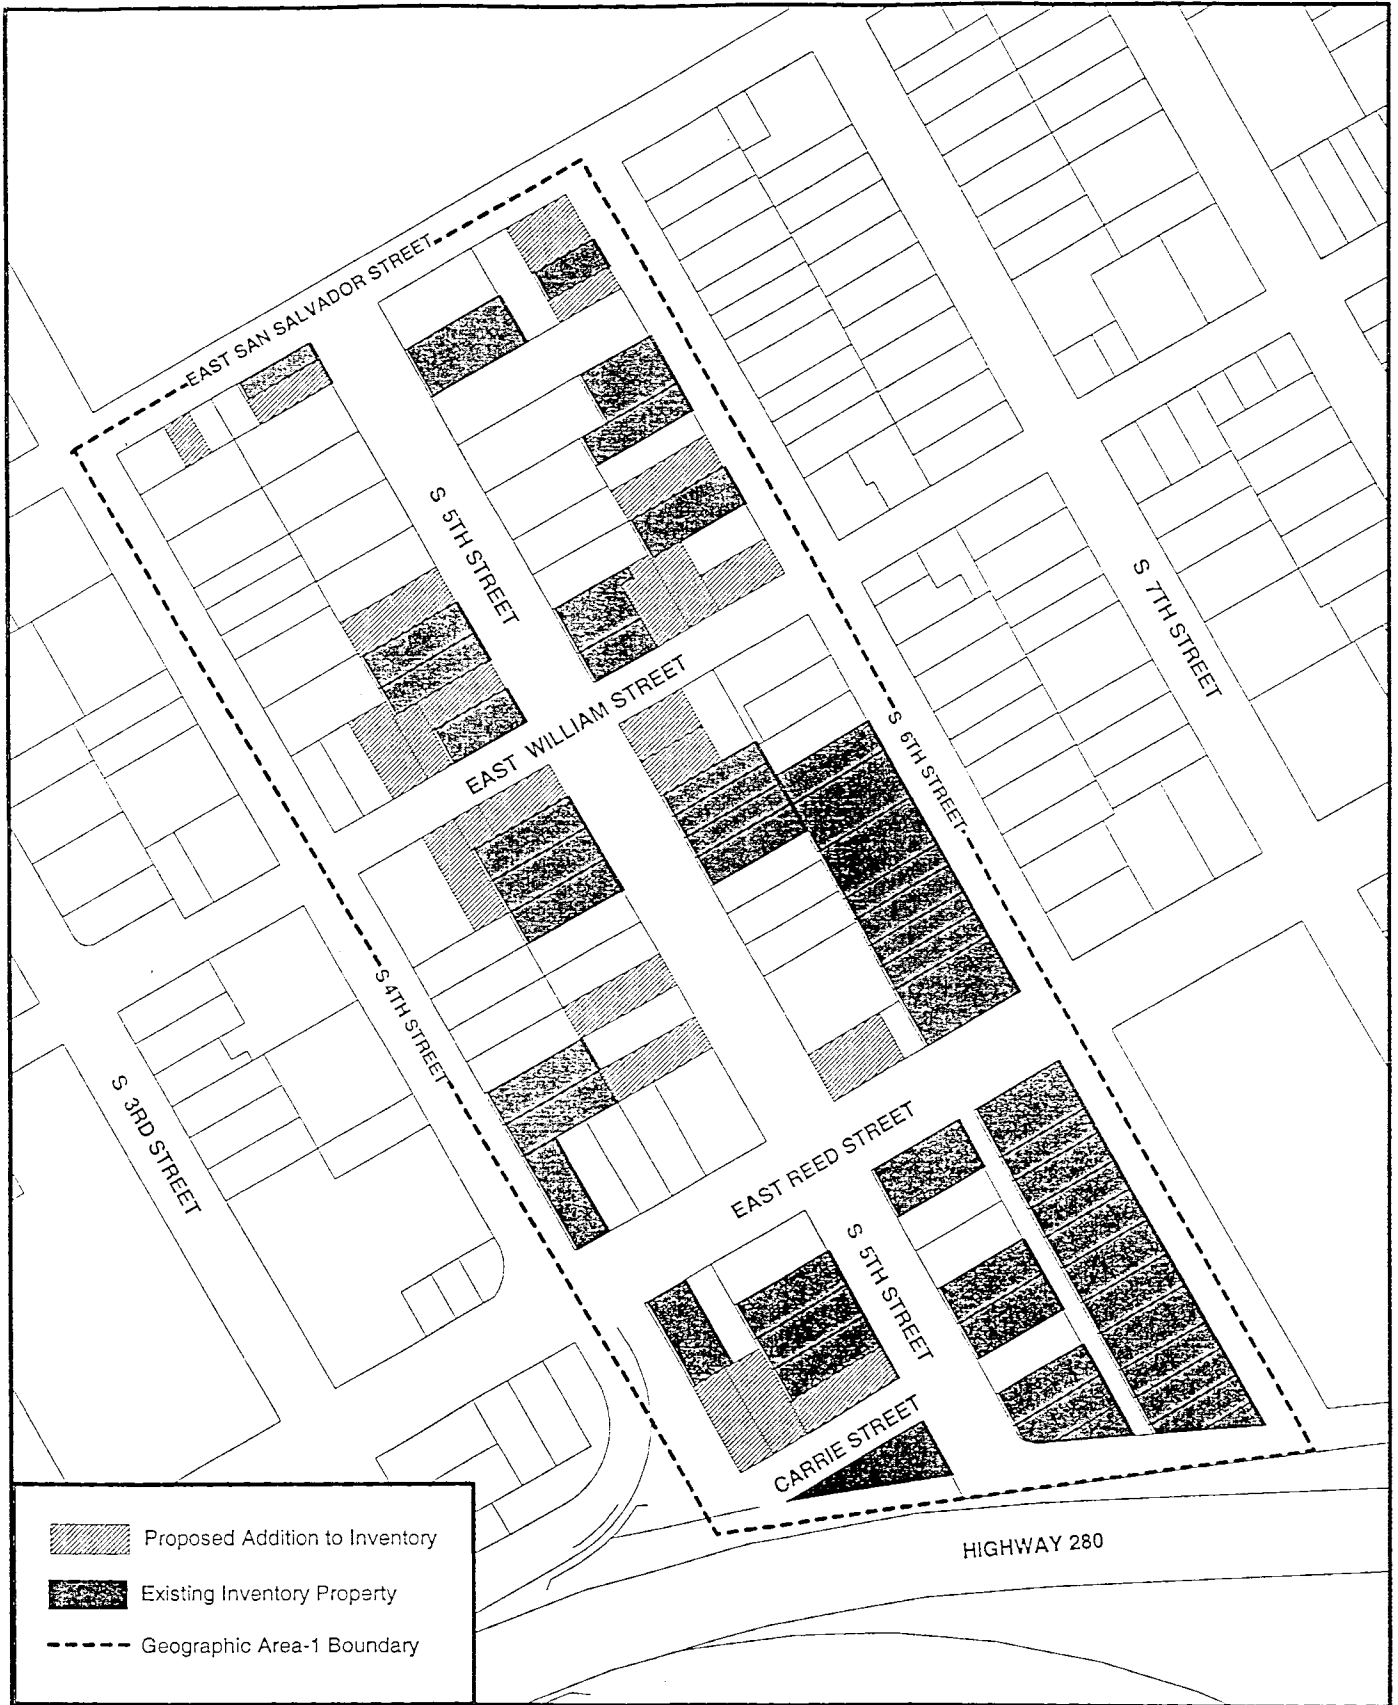 EAST SAN SALVADOR STREET
S 5TH STREET
S 7TH STREET
EAST WILLIAM STREET
S 6TH STREET
S 4TH STREET
S 3RD STREET
EAST REED STREET
S 5TH STREET
CARRIE STREET
HIGHWAY 280
Proposed Addition to Inventory
Existing Inventory Property
Geographic Area-1 Boundary